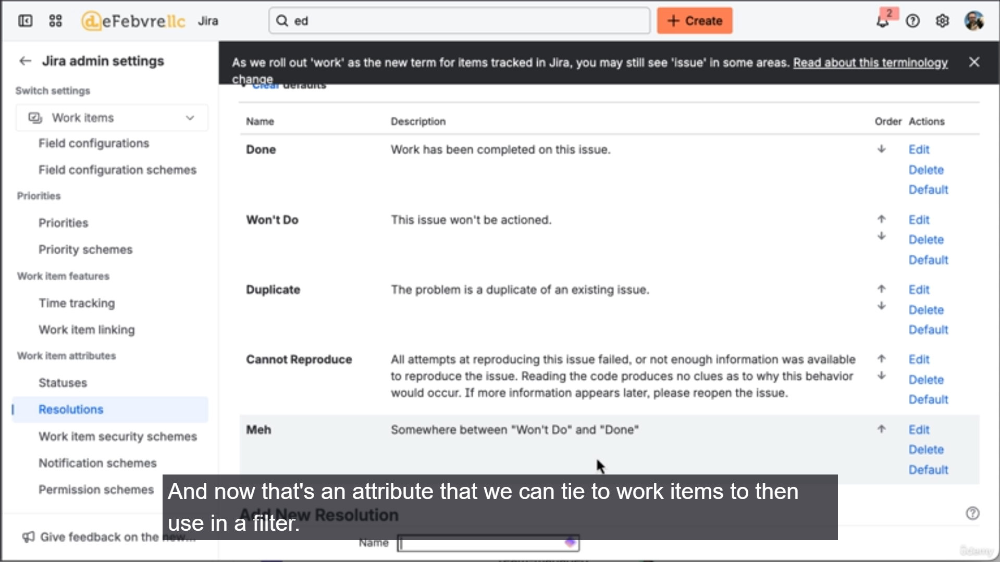 deFebvrellc Jira
ed
+ Create
2
Jira admin settings
As we roll out 'work' as the new term for items tracked in Jira, you may still see 'issue' in some areas. Read about this terminology
change
Clear defaults
Switch settings
Work items
Field configurations
Field configuration schemes
Priorities
Priorities
Priority schemes
Work item features
Time tracking
Work item linking
Work item attributes
Statuses
Resolutions
Work item security schemes
Notification schemes
Permission schemes
Give feedback on the new...
Name Description Order Actions
Done Work has been completed on this issue. Edit
Delete
Default
Won't Do This issue won't be actioned. Edit
Delete
Default
Duplicate The problem is a duplicate of an existing issue. Edit
Delete
Default
Cannot Reproduce All attempts at reproducing this issue failed, or not enough information was available Edit
to reproduce the issue. Reading the code produces no clues as to why this behavior Delete
would occur. If more information appears later, please reopen the issue. Default
Meh Somewhere between "Won't Do" and "Done" Edit
Delete
Default
Add New Resolution
Name
And now that's an attribute that we can tie to work items to then
use in a filter.
ûdemy